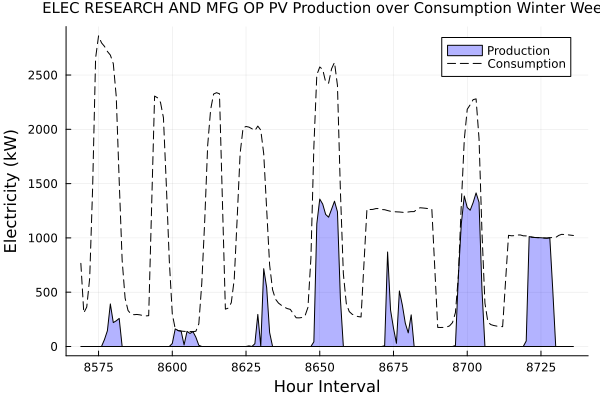 ELEC RESEARCH AND MFG OP PV Production over Consumption Winter Wee
Production
Consumption
Electricity (kW)
2500
2000
1500
1000
500
0
8575 8600 8625 8650 8675 8700 8725
Hour Interval